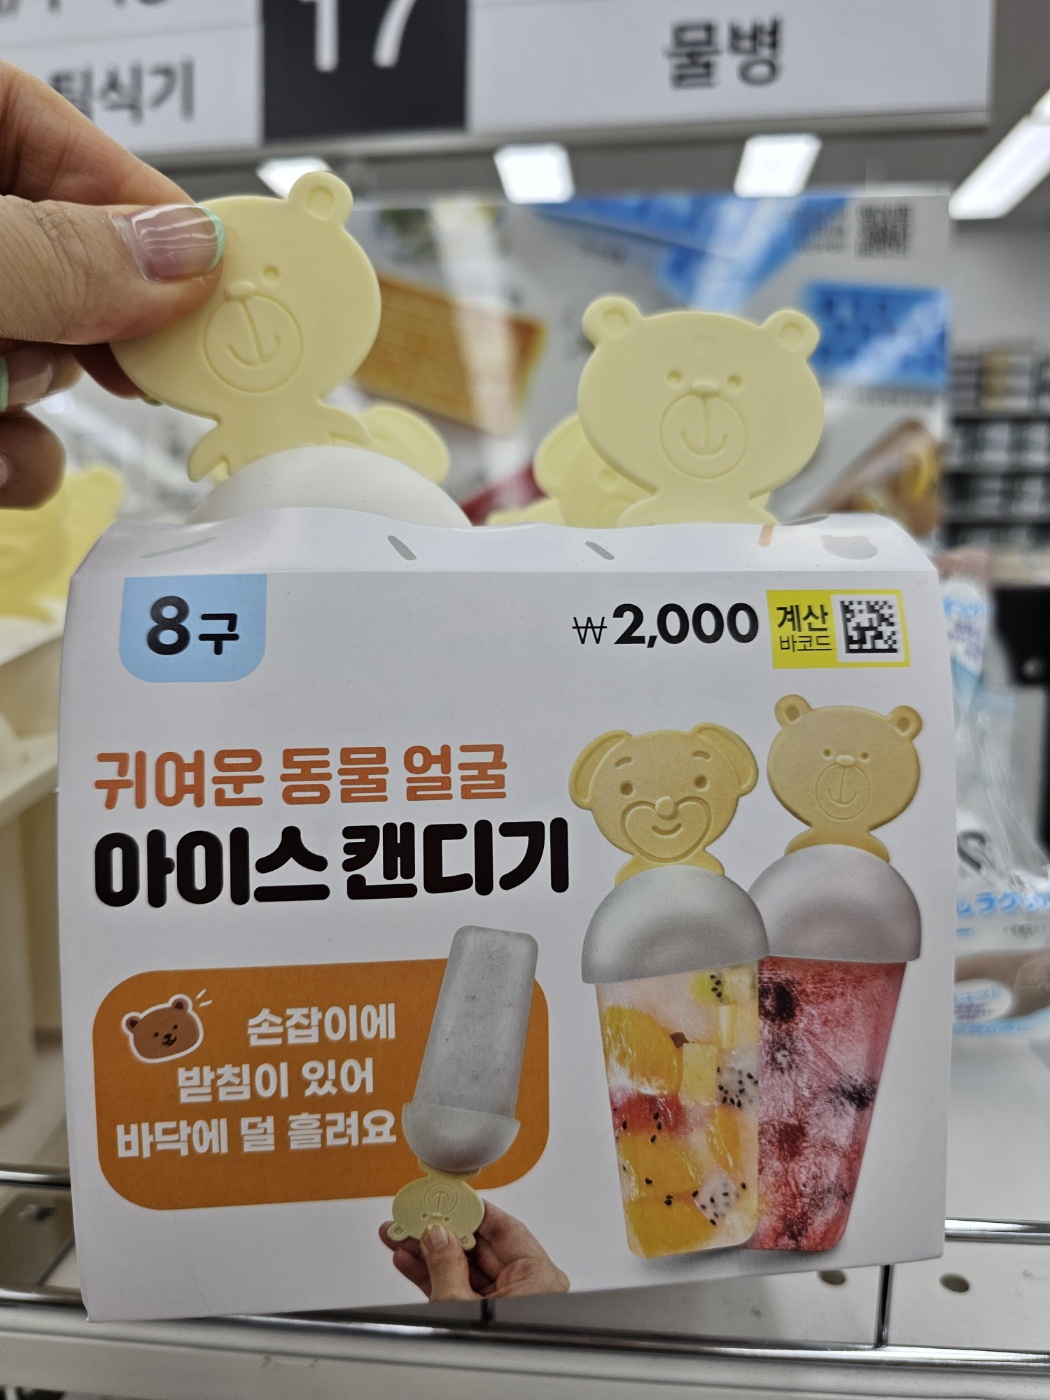 17
물병
8구
₩2,000
계산
바코드
귀여운 동물 얼굴
아이스캔디기
손잡이에
받침이 있어
바닥에 덜 흘려요